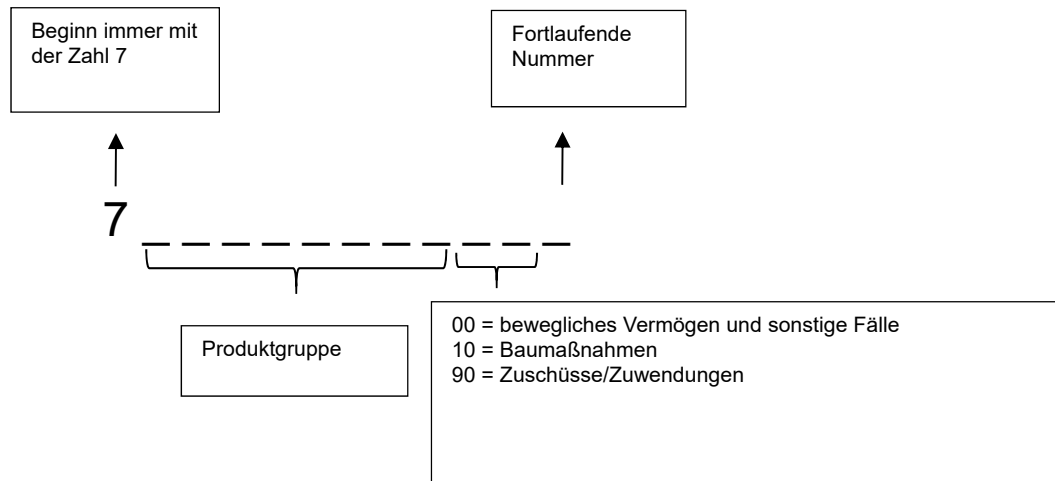 Beginn immer mit
der Zahl 7
Fortlaufende
Nummer
7 _ _ _ _ _ _ _ _ _ _ _
Produktgruppe
00 = bewegliches Vermögen und sonstige Fälle
10 = Baumaßnahmen
90 = Zuschüsse/Zuwendungen